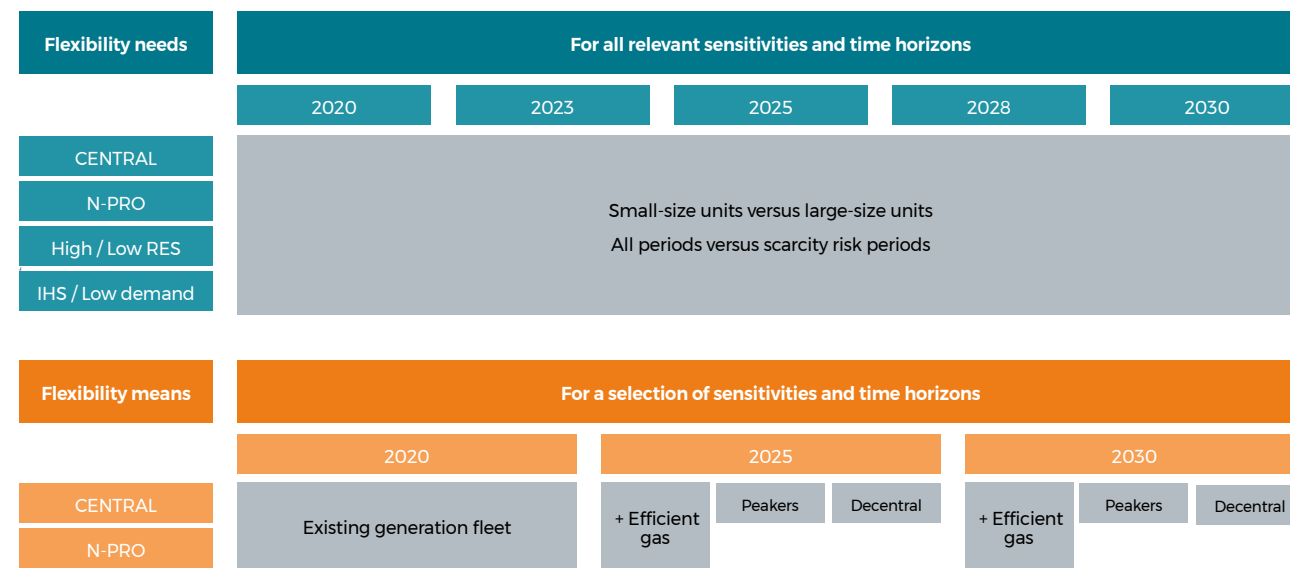 Flexibility needs
For all relevant sensitivities and time horizons
2020
2023
2025
2028
2030
CENTRAL
N-PRO
High / Low RES
IHS / Low demand
Small-size units versus large-size units
All periods versus scarcity risk periods
Flexibility means
For a selection of sensitivities and time horizons
2020
2025
2030
CENTRAL
N-PRO
Existing generation fleet
+ Efficient
gas
Peakers
Decentral
+ Efficient
gas
Peakers
Decentral